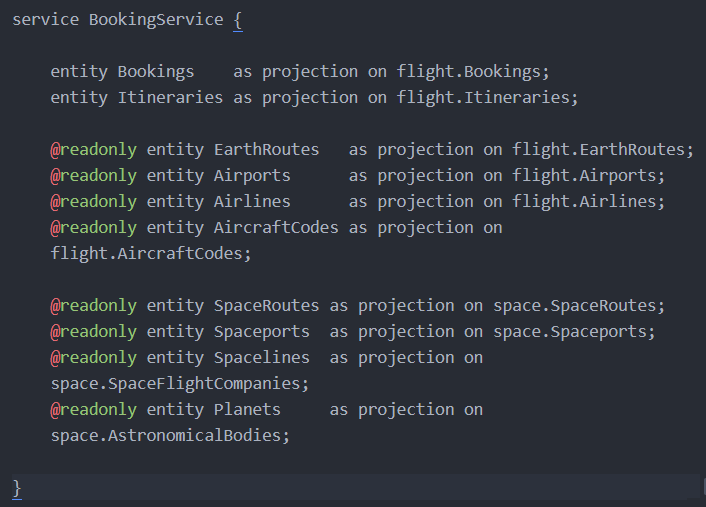 service BookingService {
entity Bookings    as projection on flight.Bookings;
entity Itineraries as projection on flight.Itineraries;
@readonly entity EarthRoutes   as projection on flight.EarthRoutes;
@readonly entity Airports      as projection on flight.Airports;
@readonly entity Airlines      as projection on flight.Airlines;
@readonly entity AircraftCodes as projection on
flight.AircraftCodes;
@readonly entity SpaceRoutes as projection on space.SpaceRoutes;
@readonly entity Spaceports  as projection on space.Spaceports;
@readonly entity Spacelines  as projection on
space.SpaceFlightCompanies;
@readonly entity Planets     as projection on
space.AstronomicalBodies;
}